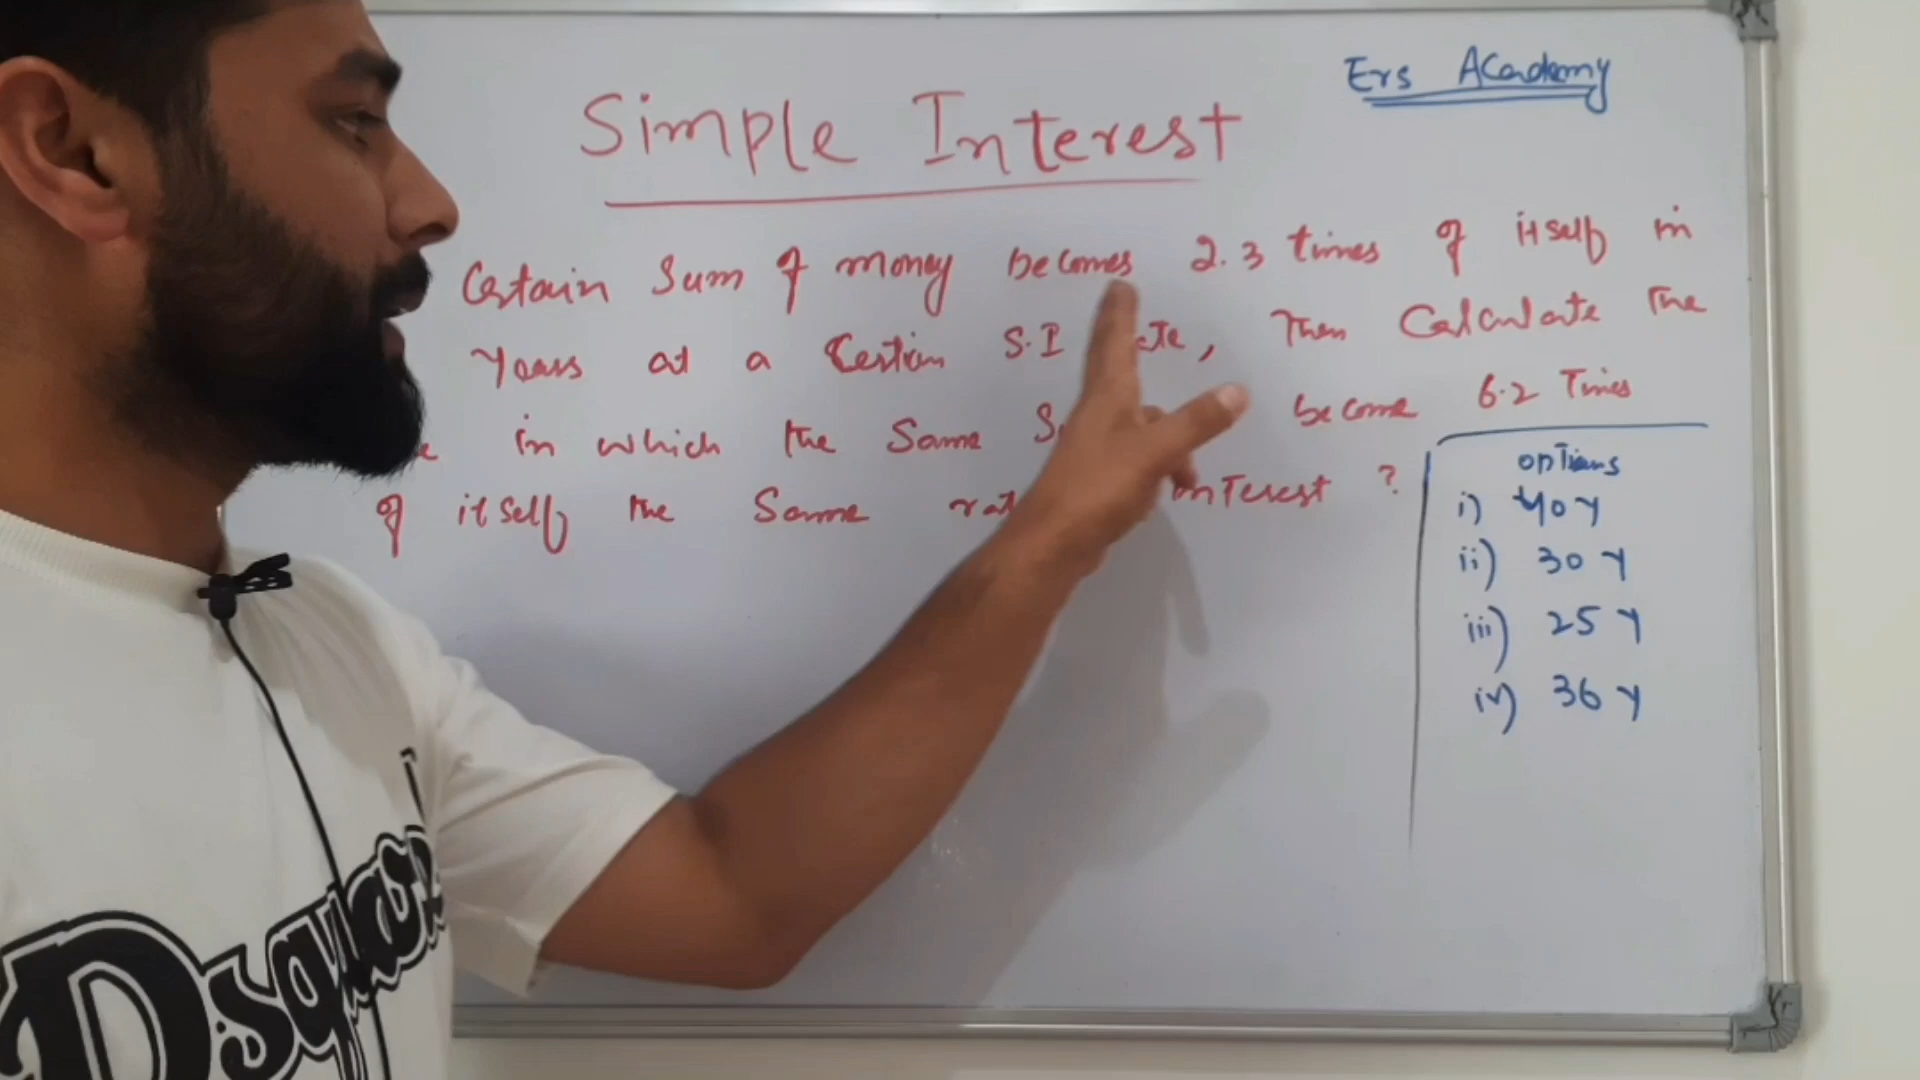 Ers Academy
Simple Interest
Certain Sum of money becomes 2.3 times of itself in
Years at a Certain S.I , Then Calculate The
in which the Same become 6.2 Times
of itself the Same interest ?
options
i) 40 Y
ii) 30 Y
iii) 25 Y
iv) 36 Y